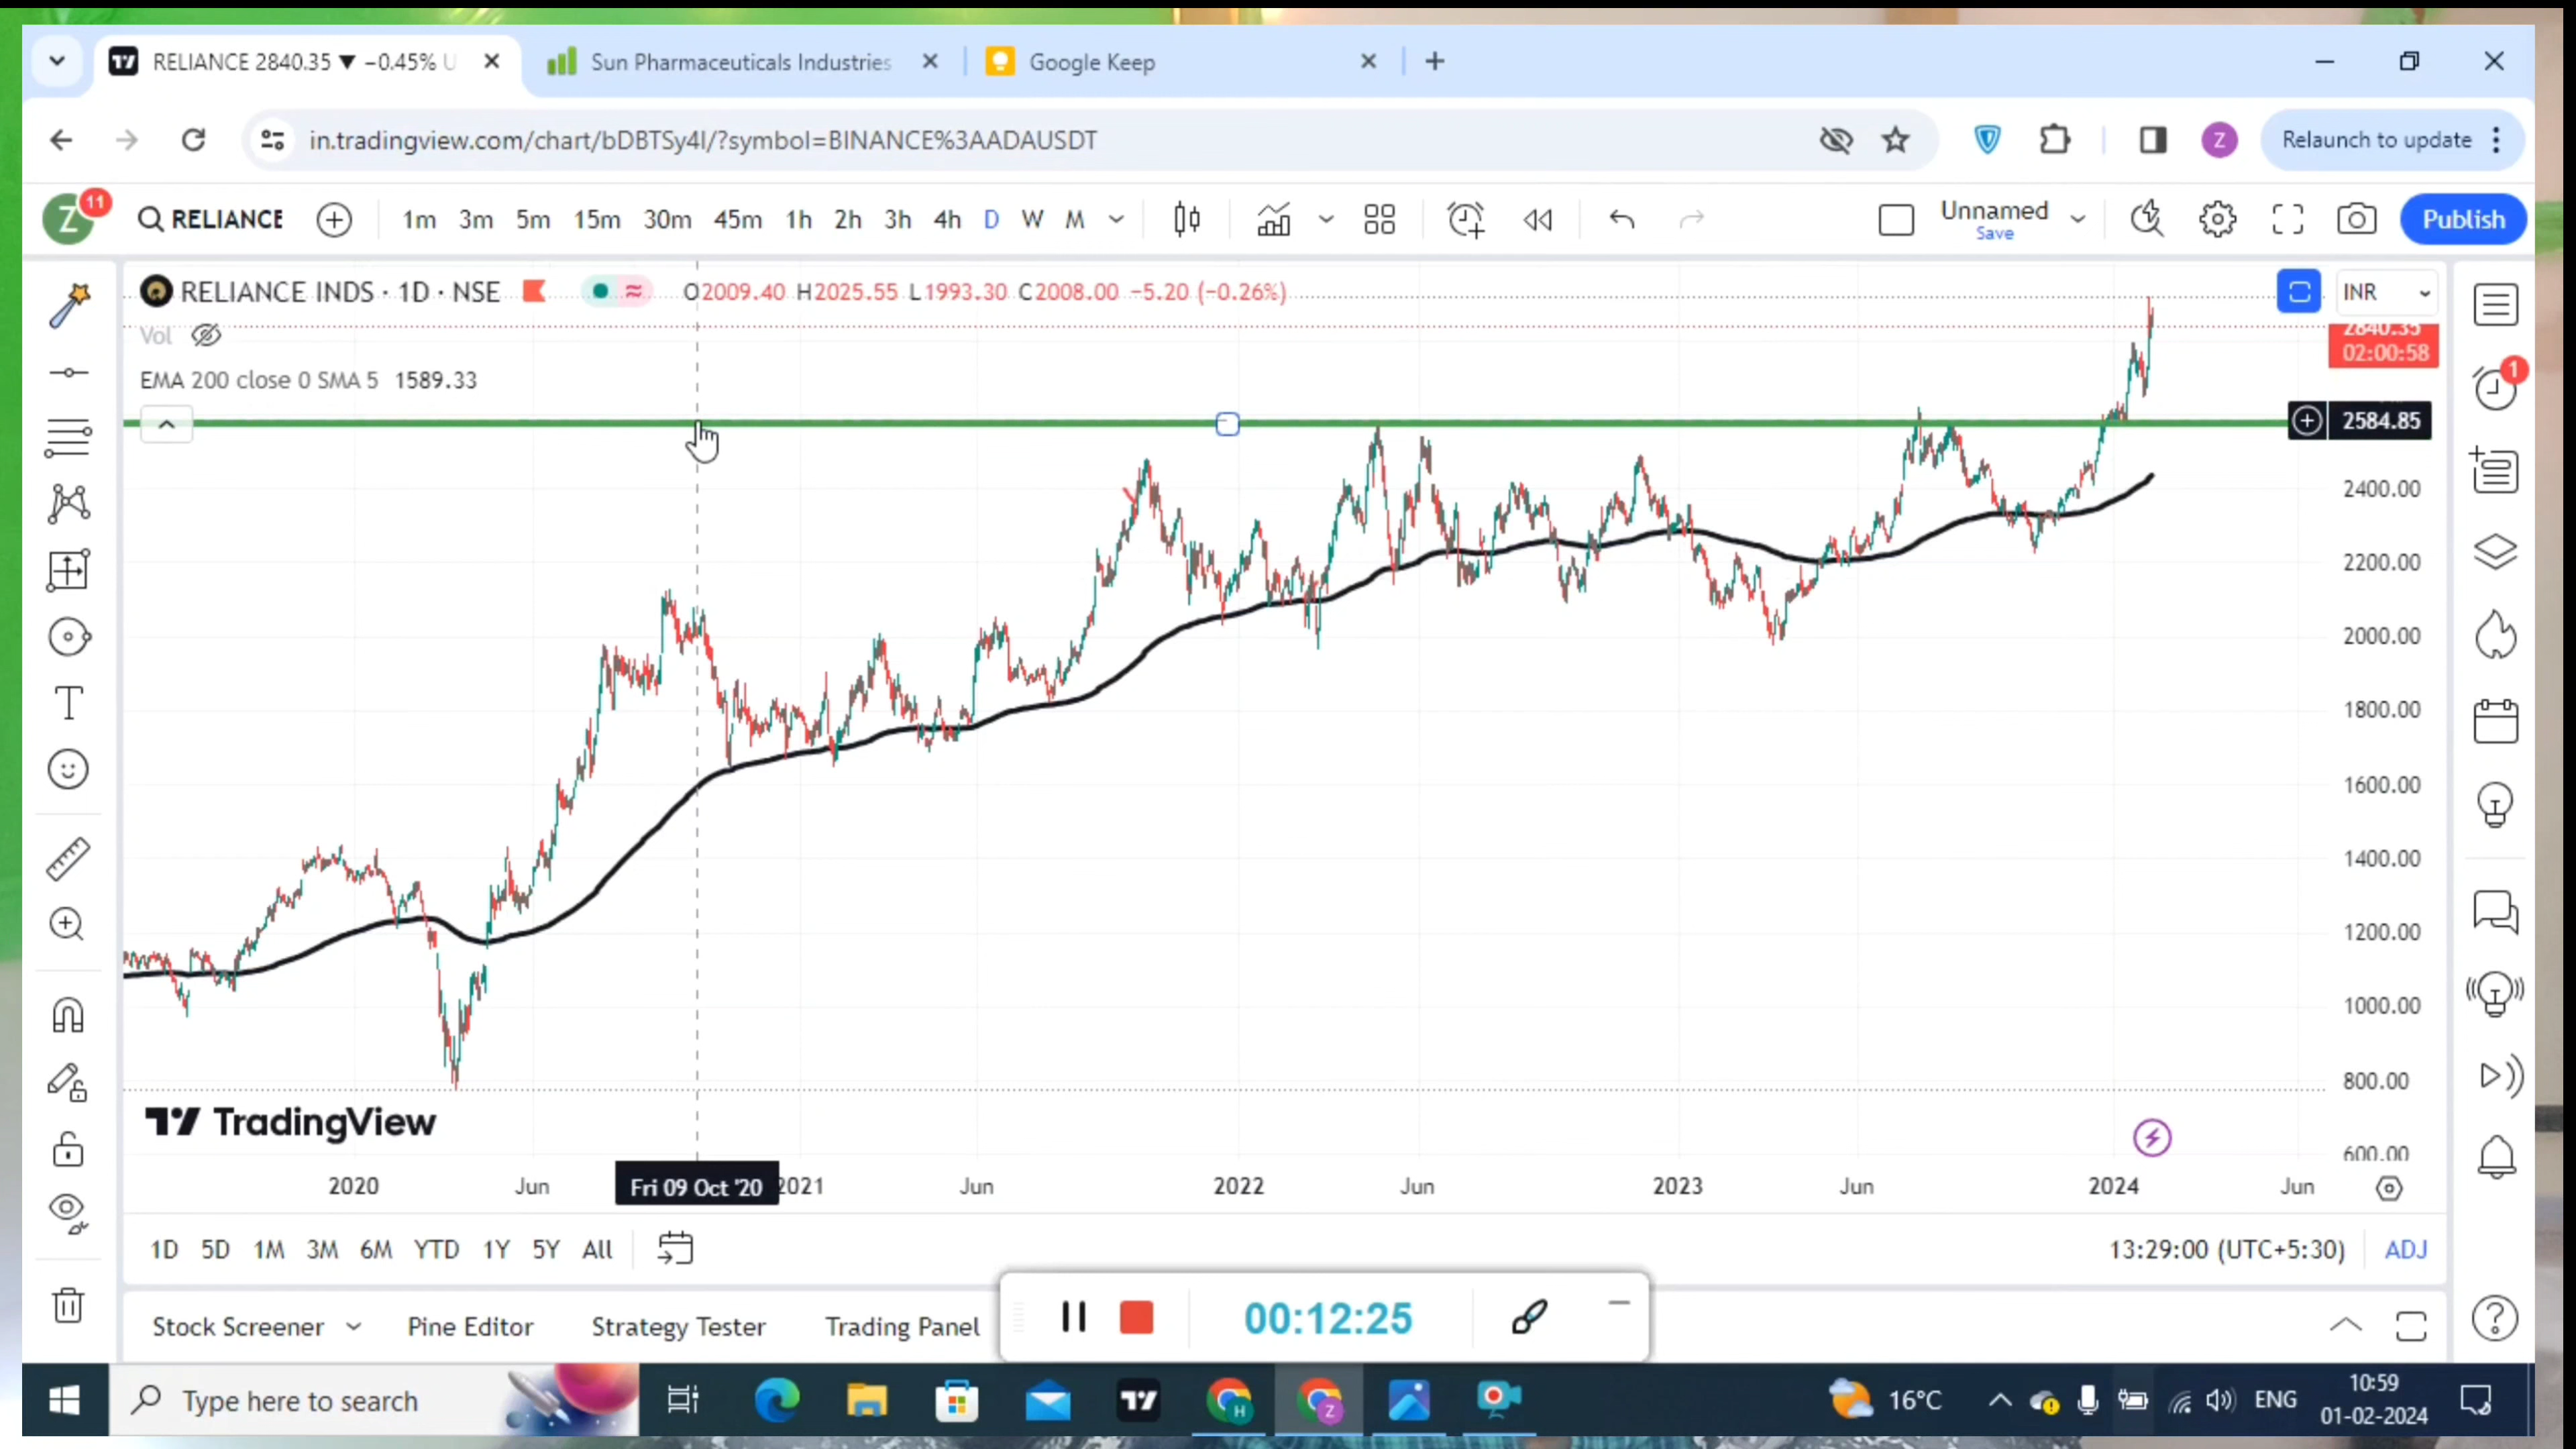 RELIANCE 2840.35 ▼ −0.45% U
Sun Pharmaceuticals Industries
Google Keep
in.tradingview.com/chart/bDBTSy4I/?symbol=BINANCE%3AADAUSDT
Z
Relaunch to update
Z
11
RELIANCE
1m 3m 5m 15m 30m 45m 1h 2h 3h 4h D W M
Unnamed
Save
Publish
RELIANCE INDS · 1D · NSE
O2009.40 H2025.55 L1993.30 C2008.00 −5.20 (−0.26%)
INR
Vol
2840.35
02:00:58
EMA 200 close 0 SMA 5 1589.33
1
2584.85
2400.00
2200.00
2000.00
1800.00
1600.00
1400.00
1200.00
1000.00
800.00
600.00
TradingView
2020 Jun Fri 09 Oct '20 2021 Jun 2022 Jun 2023 Jun 2024 Jun
1D 5D 1M 3M 6M YTD 1Y 5Y All
13:29:00 (UTC+5:30) ADJ
Stock Screener Pine Editor Strategy Tester Trading Panel
00:12:25
Type here to search
H
Z
16°C
ENG
10:59
01-02-2024